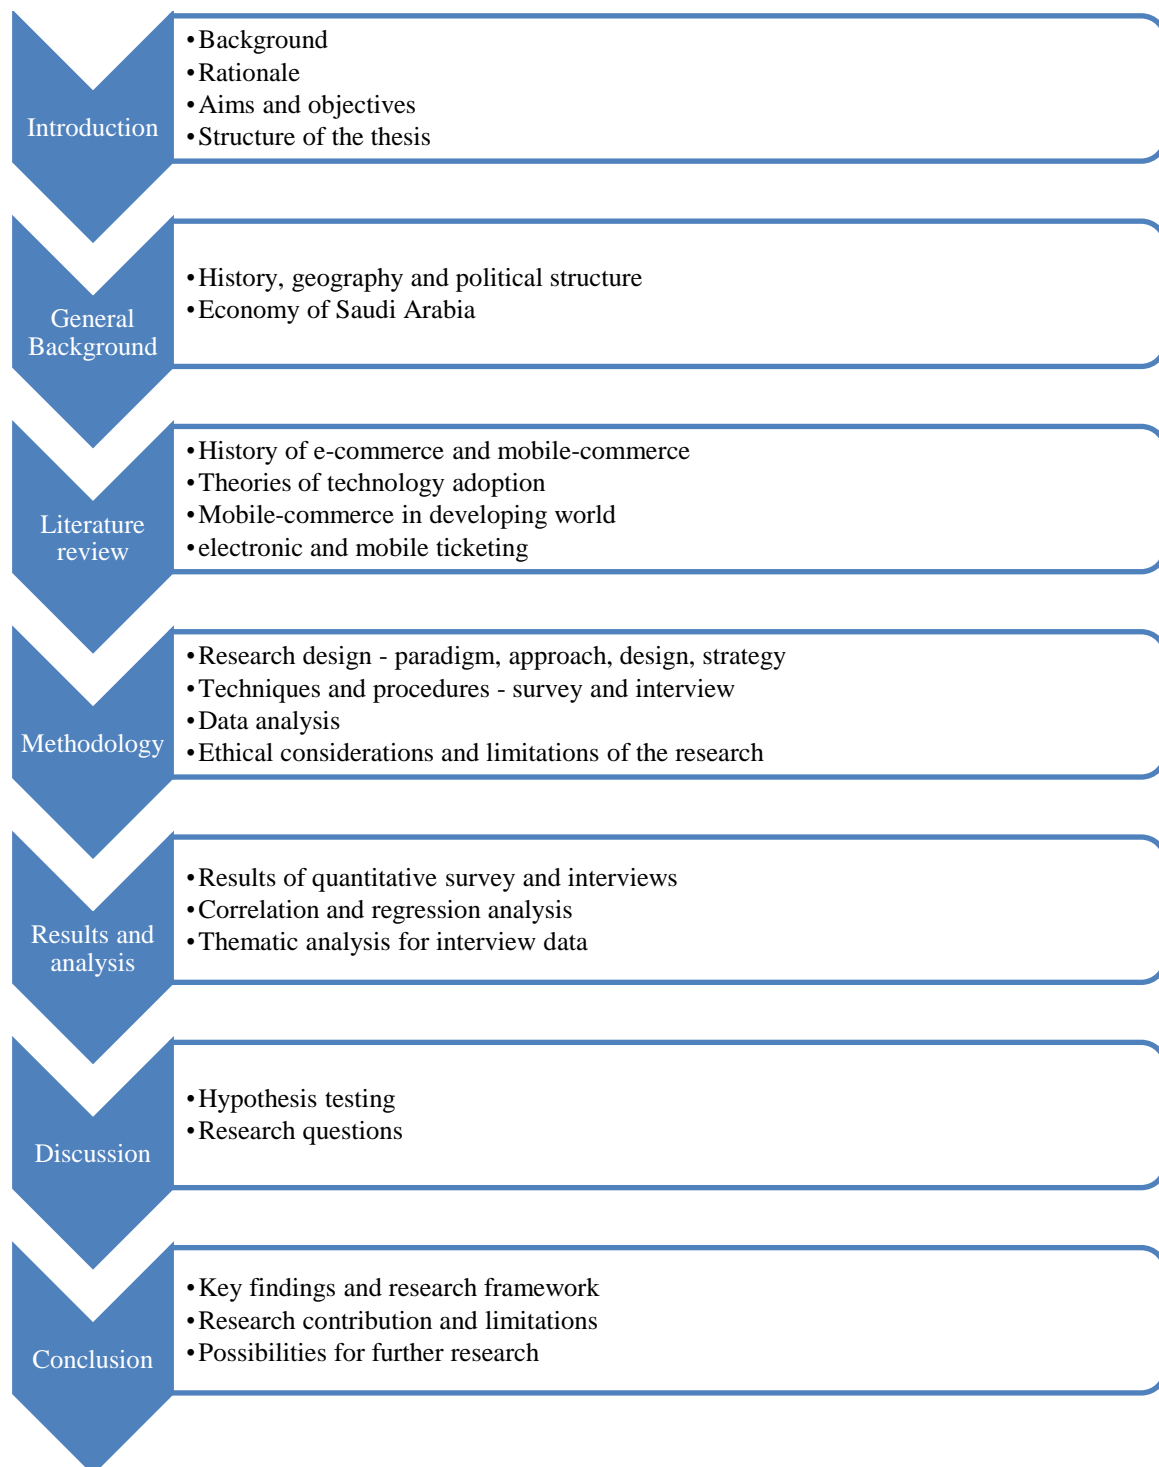 Introduction
•Background
•Rationale
•Aims and objectives
•Structure of the thesis
General
Background
•History, geography and political structure
•Economy of Saudi Arabia
Literature
review
•History of e-commerce and mobile-commerce
•Theories of technology adoption
•Mobile-commerce in developing world
•electronic and mobile ticketing
Methodology
•Research design - paradigm, approach, design, strategy
•Techniques and procedures - survey and interview
•Data analysis
•Ethical considerations and limitations of the research
Results and
analysis
•Results of quantitative survey and interviews
•Correlation and regression analysis
•Thematic analysis for interview data
Discussion
•Hypothesis testing
•Research questions
Conclusion
•Key findings and research framework
•Research contribution and limitations
•Possibilities for further research